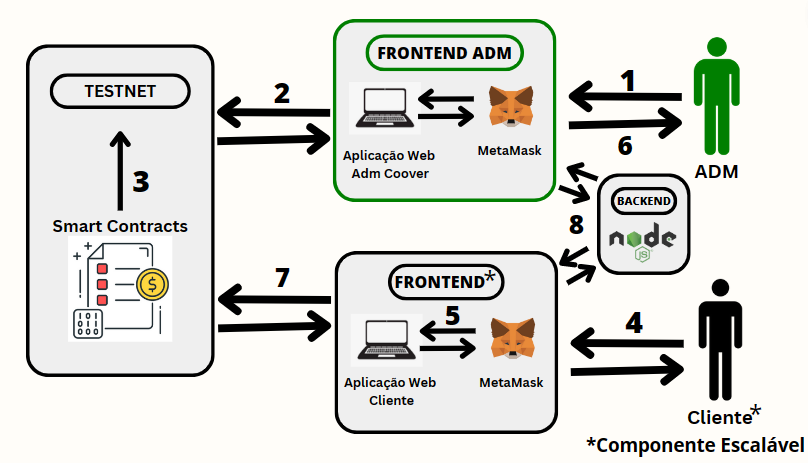 TESTNET
3
Smart Contracts
$
2
7
FRONTEND ADM
Aplicação Web
Adm Coover
MetaMask
1
6
ADM
BACKEND
node
JS
8
FRONTEND*
5
Aplicação Web
Cliente
MetaMask
4
Cliente*
*Componente Escalável